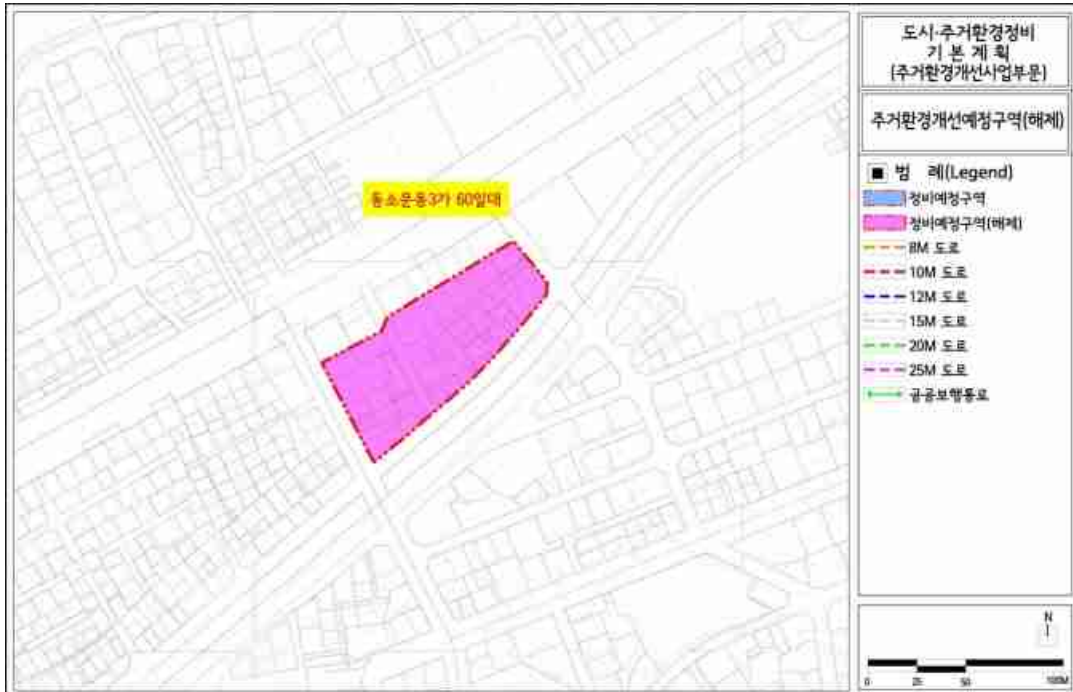 도시·주거환경정비
기 본 계 획
(주거환경개선사업부문)
주거환경개선예정구역(해제)
동소문동3가 60일대
범 례(Legend)
정비예정구역
정비예정구역(해제)
8M 도로
10M 도로
12M 도로
15M 도로
20M 도로
25M 도로
공공보행통로
N
0 25 50 100M